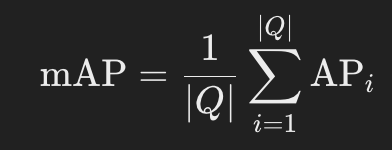 mAP = \frac{1}{|Q|} \sum_{i=1}^{|Q|} AP_i